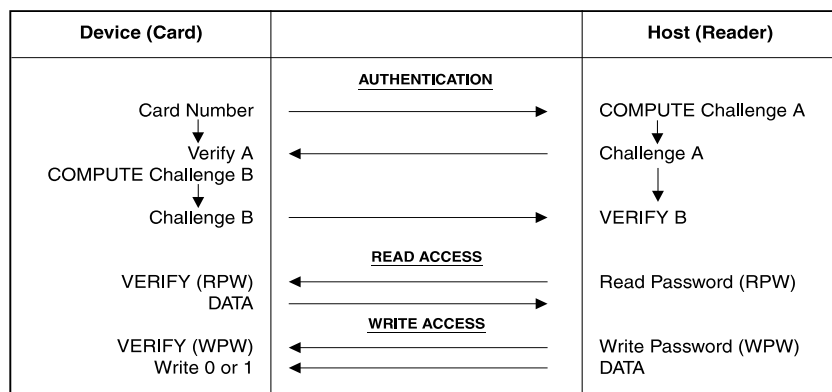 Device (Card) Host (Reader)
AUTHENTICATION
Card Number COMPUTE Challenge A
Verify A Challenge A
COMPUTE Challenge B
Challenge B VERIFY B
READ ACCESS
VERIFY (RPW) Read Password (RPW)
DATA
WRITE ACCESS
VERIFY (WPW) Write Password (WPW)
Write 0 or 1 DATA